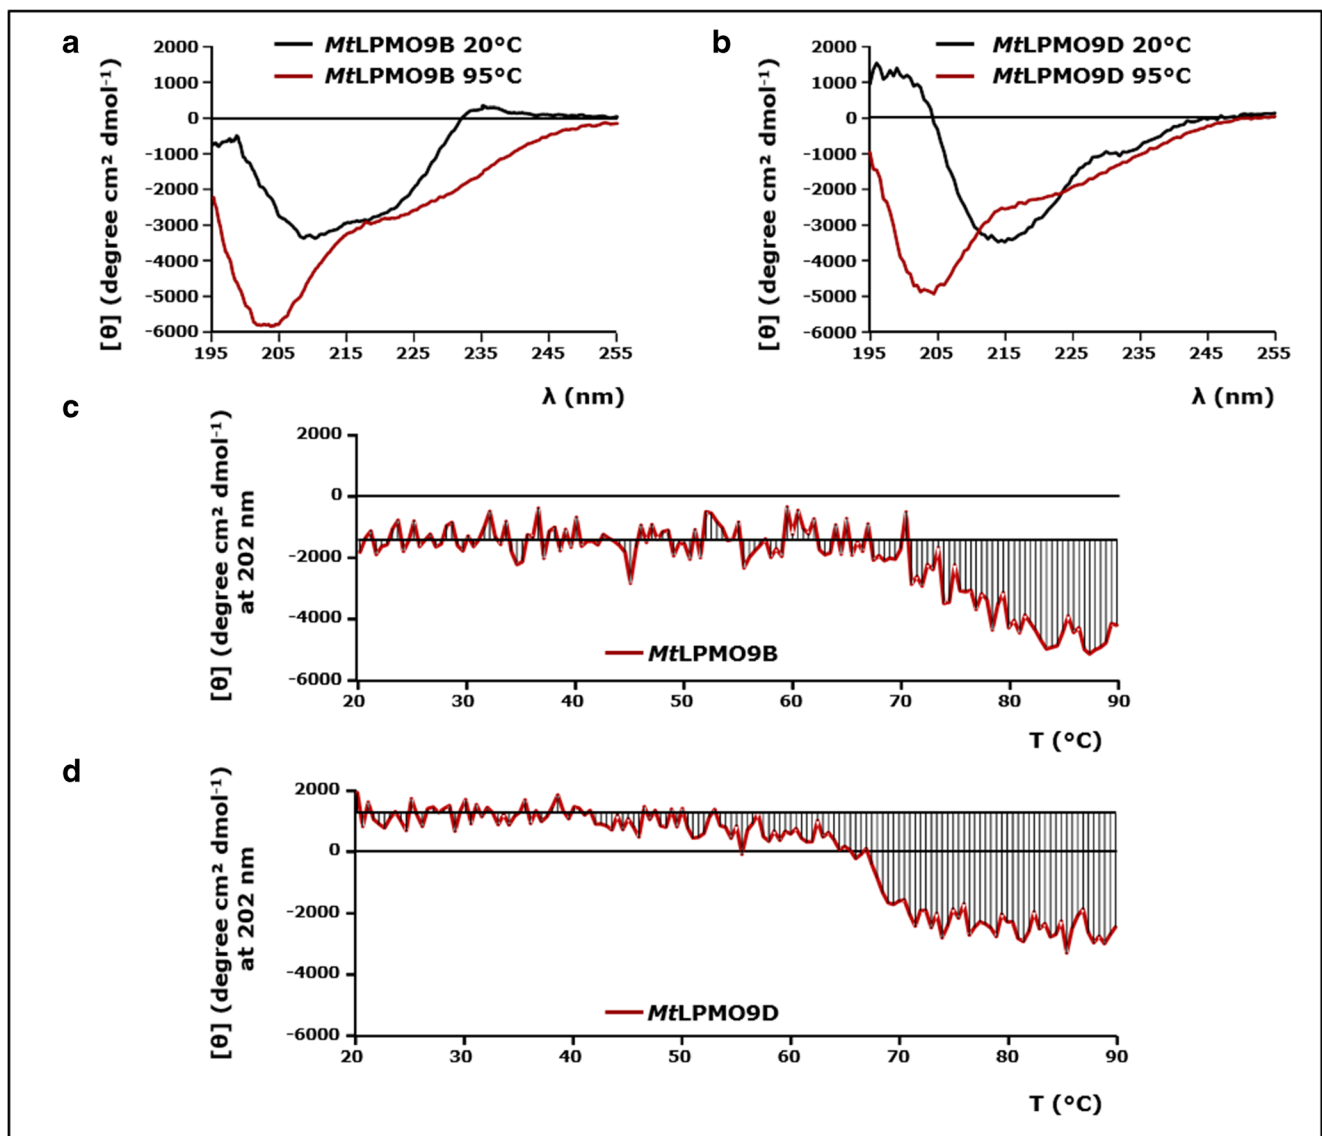 a
MtLPMO9B 20°C
MtLPMO9B 95°C
[θ] (degree cm² dmol⁻¹)
2000
1000
0
-1000
-2000
-3000
-4000
-5000
-6000
195 205 215 225 235 245 255
λ (nm)
b
MtLPMO9D 20°C
MtLPMO9D 95°C
[θ] (degree cm² dmol⁻¹)
2000
1000
0
-1000
-2000
-3000
-4000
-5000
-6000
195 205 215 225 235 245 255
λ (nm)
c
[θ] (degree cm² dmol⁻¹)
at 202 nm
2000
0
-2000
-4000
-6000
MtLPMO9B
20 30 40 50 60 70 80 90
T (°C)
d
[θ] (degree cm² dmol⁻¹)
at 202 nm
2000
0
-2000
-4000
-6000
MtLPMO9D
20 30 40 50 60 70 80 90
T (°C)